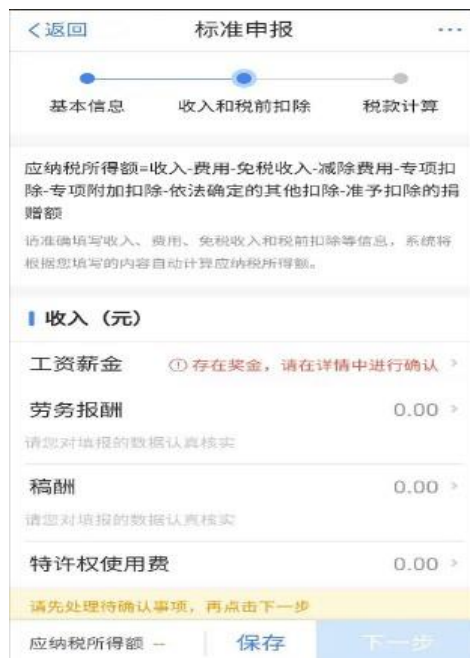 <返回 标准申报 ...
基本信息 收入和税前扣除 税款计算
应纳税所得额=收入-费用-免税收入-减除费用-专项扣
除-专项附加扣除-依法确定的其他扣除-准予扣除的捐
赠额
请准确填写收入、费用、免税收入和税前扣除等信息，系统将
根据您填写的内容自动计算应纳税所得额。
收入（元）
工资薪金 存在奖金，请在详情中进行确认 >
劳务报酬 0.00 >
请您对填报的数据认真核实
稿酬 0.00 >
请您对填报的数据认真核实
特许权使用费 0.00 >
请先处理待确认事项，再点击下一步
应纳税所得额 -- 保存 下一步